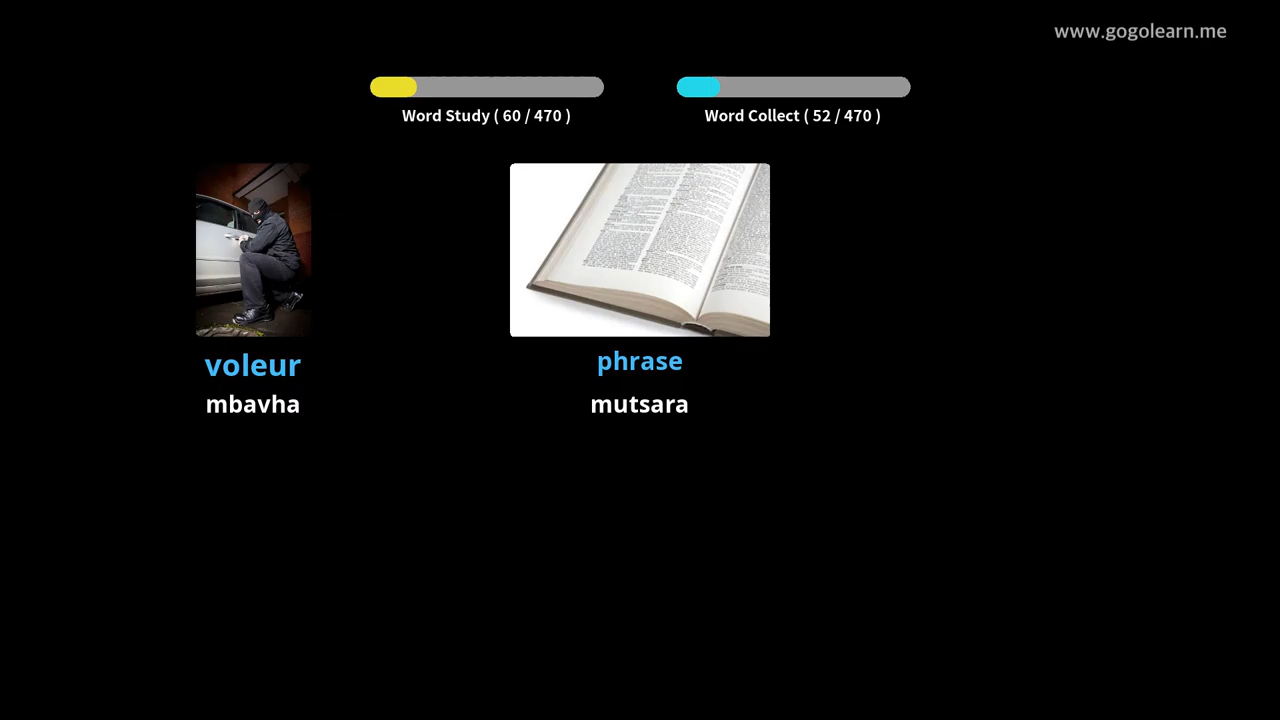 www.gogolearn.me
Word Study ( 60 / 470 )
Word Collect ( 52 / 470 )
voleur
phrase
mbavha
mutsara